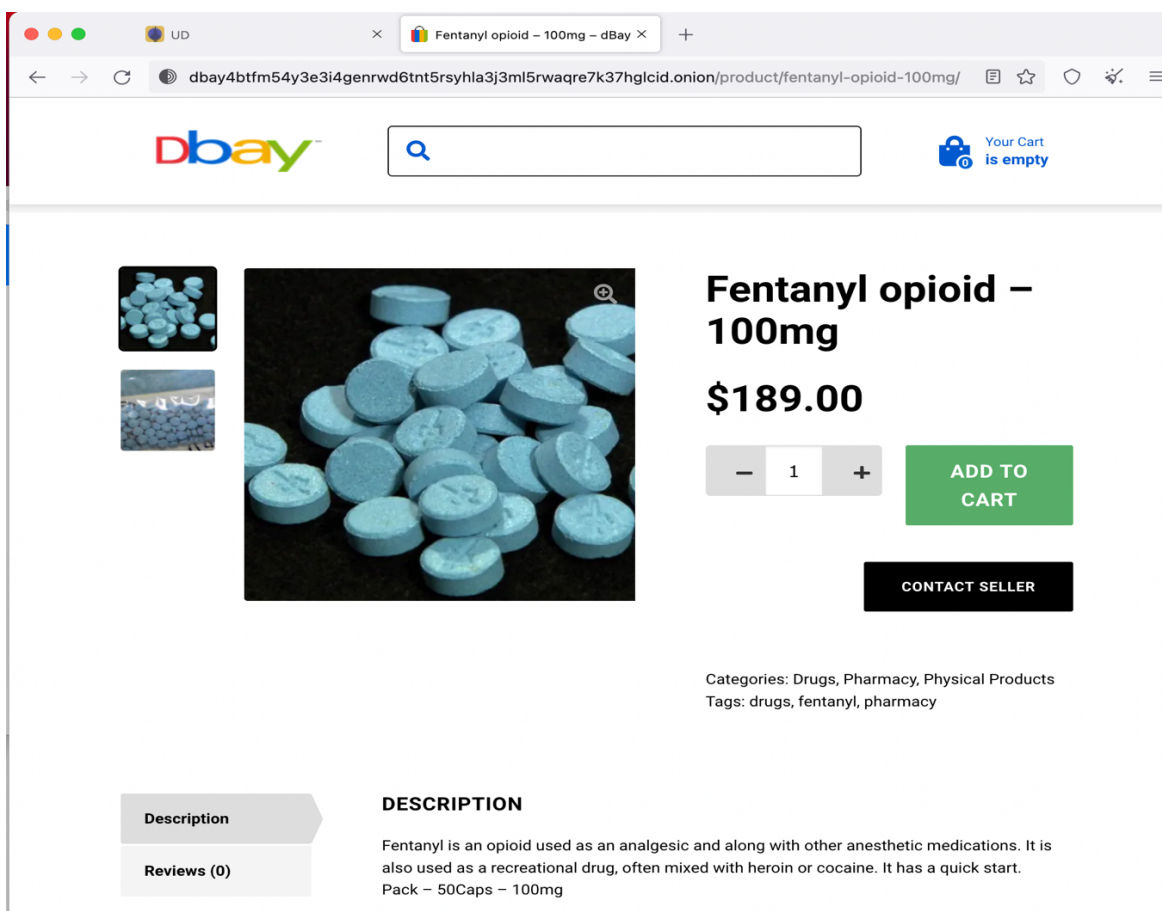 UD
Fentanyl opioid – 100mg – dBay
dbay4btfm54y3e3i4genrwd6tnt5rsyhla3j3ml5rwaqre7k37hglcid.onion/product/fentanyl-opioid-100mg/
Dbay
Your Cart
0 is empty
Fentanyl opioid –
100mg
$189.00
− 1 +
ADD TO
CART
CONTACT SELLER
Categories: Drugs, Pharmacy, Physical Products
Tags: drugs, fentanyl, pharmacy
Description
Reviews (0)
DESCRIPTION
Fentanyl is an opioid used as an analgesic and along with other anesthetic medications. It is
also used as a recreational drug, often mixed with heroin or cocaine. It has a quick start.
Pack – 50Caps – 100mg